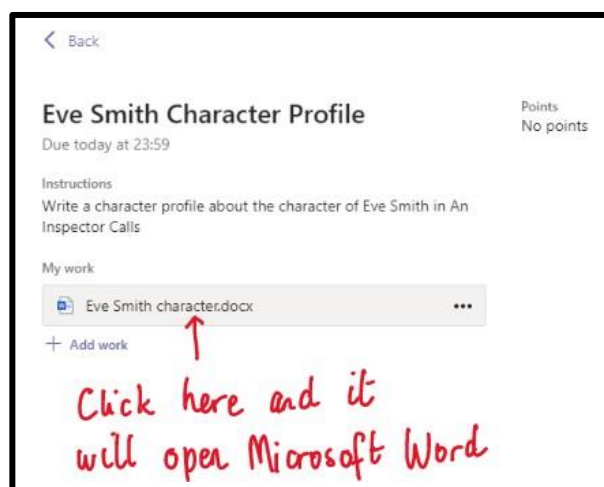 Back
Eve Smith Character Profile
Due today at 23:59
Points
No points
Instructions
Write a character profile about the character of Eve Smith in An
Inspector Calls
My work
Eve Smith character.docx
Add work
Click here and it
will open Microsoft Word